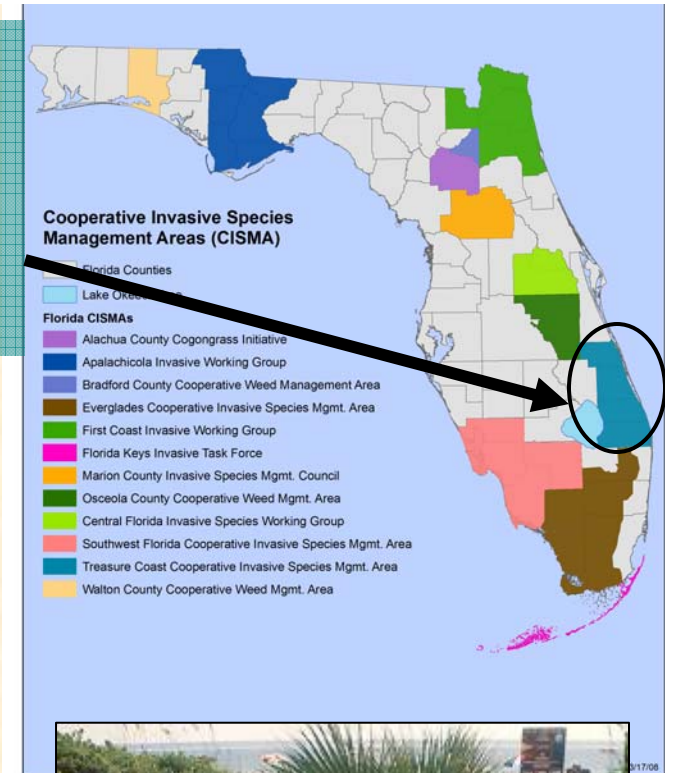 Cooperative Invasive Species
Management Areas (CISMA)
Florida Counties
Lake
Florida CISMAs
Alachua County Cogongrass Initiative
Apalachicola Invasive Working Group
Bradford County Cooperative Weed Management Area
Everglades Cooperative Invasive Species Mgmt. Area
First Coast Invasive Working Group
Florida Keys Invasive Task Force
Marion County Invasive Species Mgmt. Council
Osceola County Cooperative Weed Mgmt. Area
Central Florida Invasive Species Working Group
Southwest Florida Cooperative Invasive Species Mgmt. Area
Treasure Coast Cooperative Invasive Species Mgmt. Area
Walton County Cooperative Weed Mgmt. Area
3/17/08